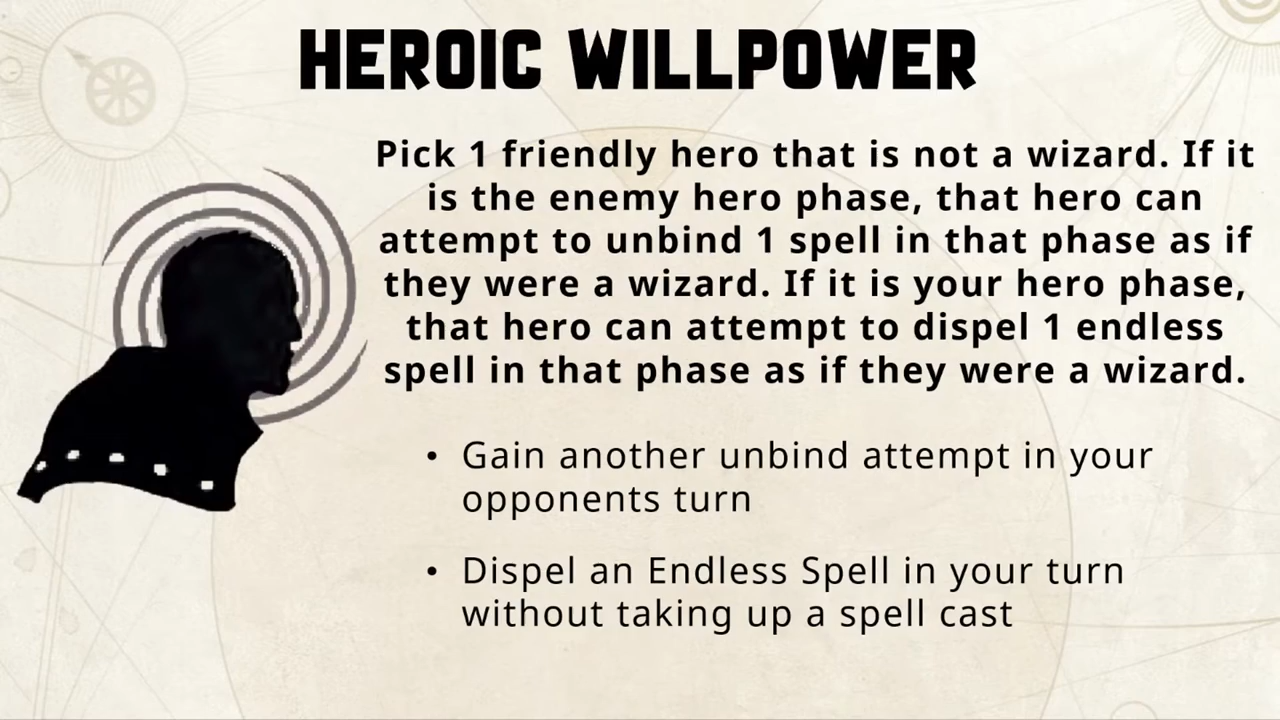 HEROIC WILLPOWER
Pick 1 friendly hero that is not a wizard. If it
is the enemy hero phase, that hero can
attempt to unbind 1 spell in that phase as if
they were a wizard. If it is your hero phase,
that hero can attempt to dispel 1 endless
spell in that phase as if they were a wizard.
• Gain another unbind attempt in your
opponents turn
• Dispel an Endless Spell in your turn
without taking up a spell cast